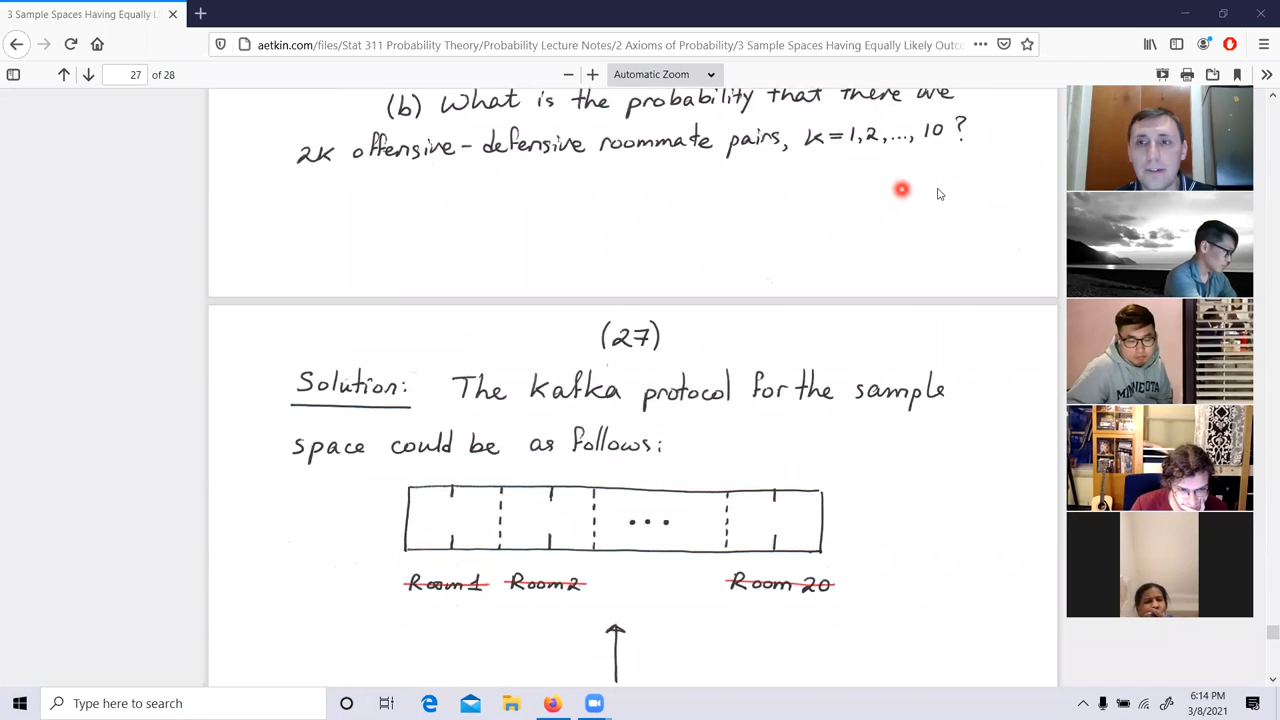 3 Sample Spaces Having Equally Li
aetkin.com/files/Stat 311 Probability Theory/Probability Lecture Notes/2 Axioms of Probability/3 Sample Spaces Having Equally Likely Outco
27 of 28
Automatic Zoom
(b) What is the probability that there are
2K offensive - defensive roommate pairs, K = 1, 2, ..., 10 ?
(27)
Solution: The Kafka protocol for the sample
space could be as follows:
...
Room 1 Room 2 Room 20
MINNESOTA
Type here to search
6:14 PM
3/8/2021